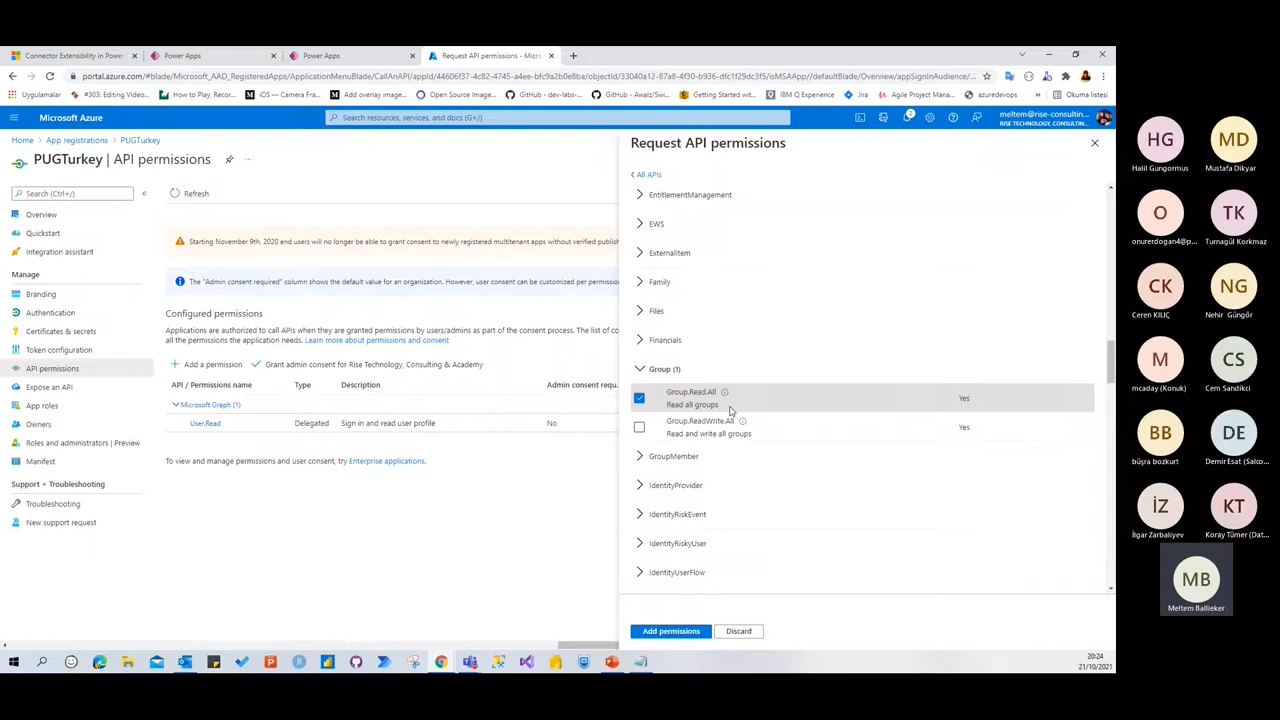 Connector Extensibility in Power
Power Apps
Power Apps
Request API permissions - Micro
portal.azure.com/#blade/Microsoft_AAD_RegisteredApps/ApplicationMenuBlade/CallAnAPI/appId/44606f37-4c82-4745-a4ee-bfc9a2b0e8ba/objectId/33040a12-87a8-4f30-b936-dfc1f29dc3f5/isMSAApp//defaultBlade/Overview/appSignInAudience/...
Uygulamalar
#303: Editing Video...
How to Play, Recor...
iOS — Camera Fra...
Add overlay image...
Open Source Image...
GitHub - dev-labs-...
GitHub - Awalz/Swi...
Getting Started wit...
IBM Q Experience
Jira
Agile Project Mana...
azuredevops
»
Okuma listesi
Microsoft Azure
Search resources, services, and docs (G+/)
1
meltem@rise-consultin...
RISE TECHNOLOGY, CONSULTIN...
Home
App registrations
PUGTurkey
PUGTurkey | API permissions
...
Search (Ctrl+/)
«
Overview
Quickstart
Integration assistant
Manage
Branding
Authentication
Certificates & secrets
Token configuration
API permissions
Expose an API
App roles
Owners
Roles and administrators | Preview
Manifest
Support + Troubleshooting
Troubleshooting
New support request
Refresh
Starting November 9th, 2020 end users will no longer be able to grant consent to newly registered multitenant apps without verified publish
The "Admin consent required" column shows the default value for an organization. However, user consent can be customized per permissio
Configured permissions
Applications are authorized to call APIs when they are granted permissions by users/admins as part of the consent process. The list of co
all the permissions the application needs. Learn more about permissions and consent
Add a permission
Grant admin consent for Rise Technology, Consulting & Academy
API / Permissions name
Type
Description
Admin consent requ...
Microsoft Graph (1)
User.Read
Delegated
Sign in and read user profile
No
To view and manage permissions and user consent, try Enterprise applications.
Request API permissions
All APIs
EntitlementManagement
EWS
ExternalItem
Family
Files
Financials
Group (1)
Group.Read.All
Read all groups
Yes
Group.ReadWrite.All
Read and write all groups
Yes
GroupMember
IdentityProvider
IdentityRiskEvent
IdentityRiskyUser
IdentityUserFlow
Add permissions
Discard
20:24
21/10/2021
HG
Halil Gungormus
MD
Mustafa Dikyar
O
onurerdogan4@p...
TK
Turnagül Korkmaz
CK
Ceren KILIÇ
NG
Nehir Güngör
M
mcaday (Konuk)
CS
Cem Sandikci
BB
büşra bozkurt
DE
Demir Esat (Salco...
İZ
İlgar Zarbaliyev
KT
Koray Tümer (Dat...
MB
Meltem Ballieker